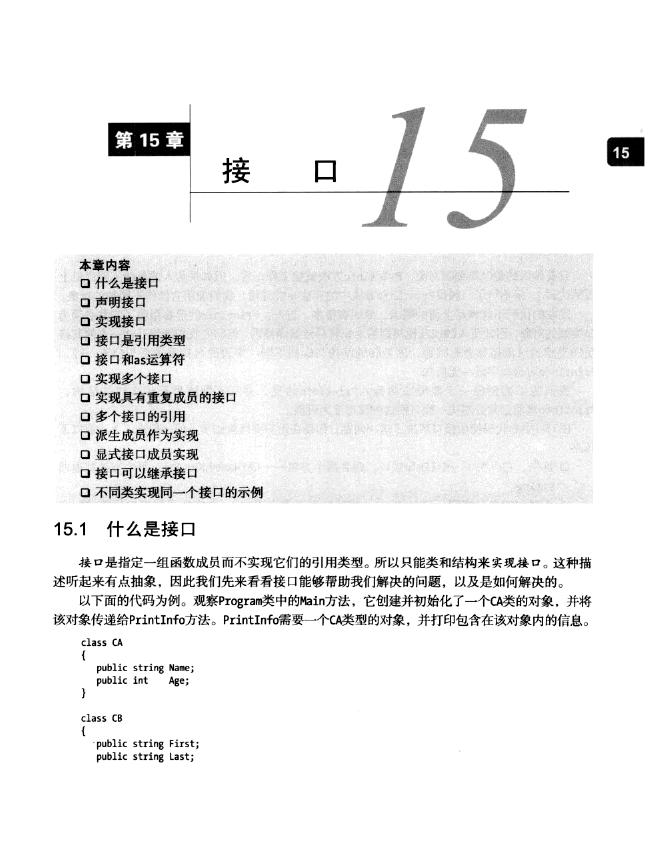 第 15 章
接 口
15
15
本章内容
❑ 什么是接口
❑ 声明接口
❑ 实现接口
❑ 接口是引用类型
❑ 接口和as运算符
❑ 实现多个接口
❑ 实现具有重复成员的接口
❑ 多个接口的引用
❑ 派生成员作为实现
❑ 显式接口成员实现
❑ 接口可以继承接口
❑ 不同类实现同一个接口的示例
15.1 什么是接口
接口是指定一组函数成员而不实现它们的引用类型。所以只能类和结构来实现接口。这种描
述听起来有点抽象，因此我们先来看看接口能够帮助我们解决的问题，以及是如何解决的。
以下面的代码为例。观察Program类中的Main方法，它创建并初始化了一个CA类的对象，并将
该对象传递给PrintInfo方法。PrintInfo需要一个CA类型的对象，并打印包含在该对象内的信息。
class CA
{
public string Name;
public int Age;
}
class CB
{
public string First;
public string Last;